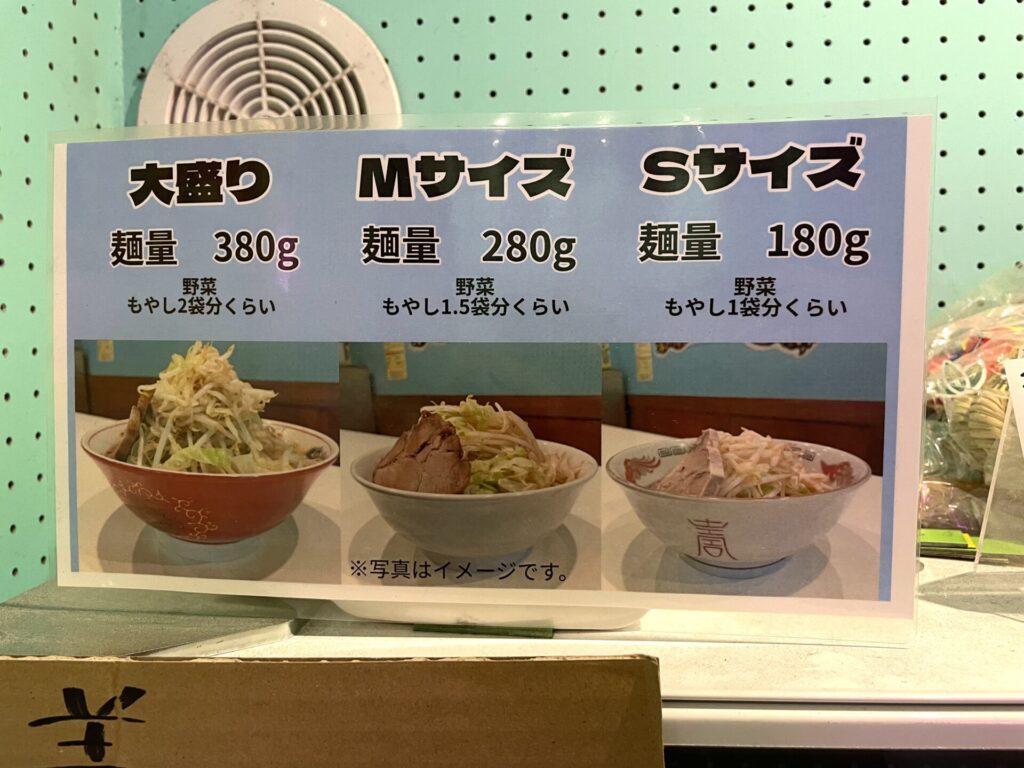 大盛り
麺量 380g
野菜
もやし2袋分くらい
Mサイズ
麺量 280g
野菜
もやし1.5袋分くらい
Sサイズ
麺量 180g
野菜
もやし1袋分くらい
※写真はイメージです。